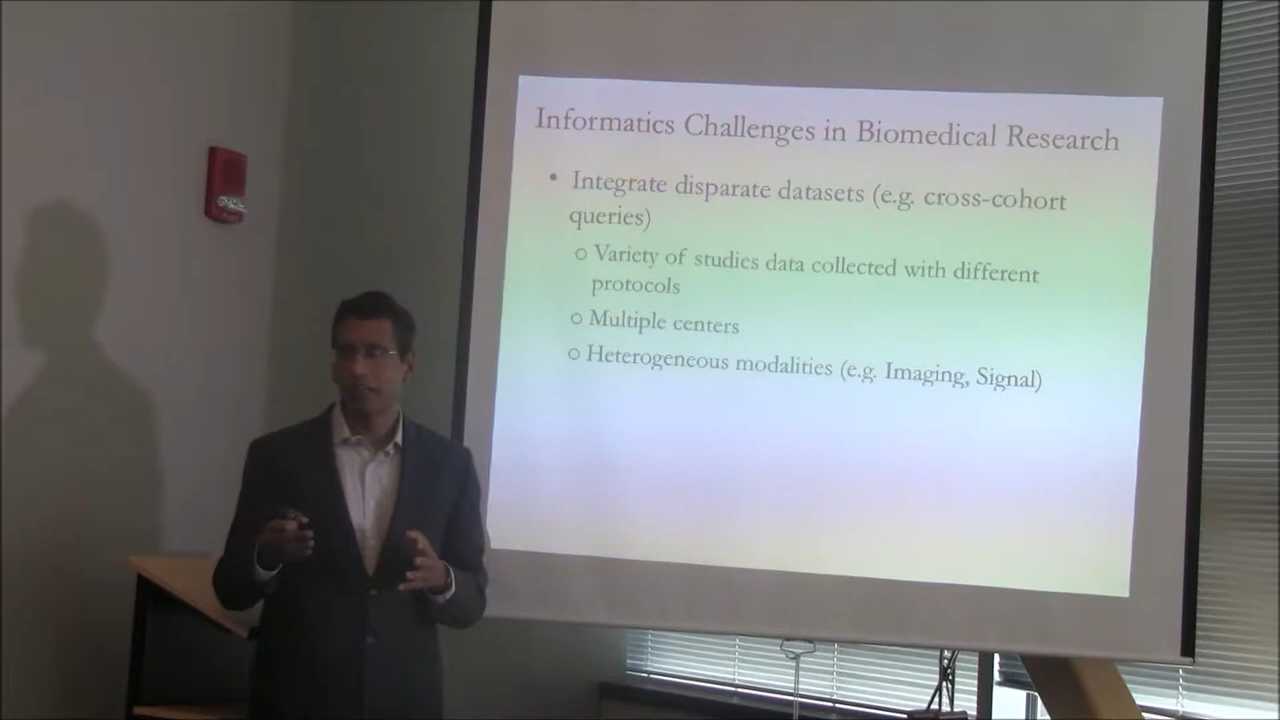 Informatics Challenges in Biomedical Research
• Integrate disparate datasets (e.g. cross-cohort
queries)
o Variety of studies data collected with different
protocols
o Multiple centers
o Heterogeneous modalities (e.g. Imaging, Signal)